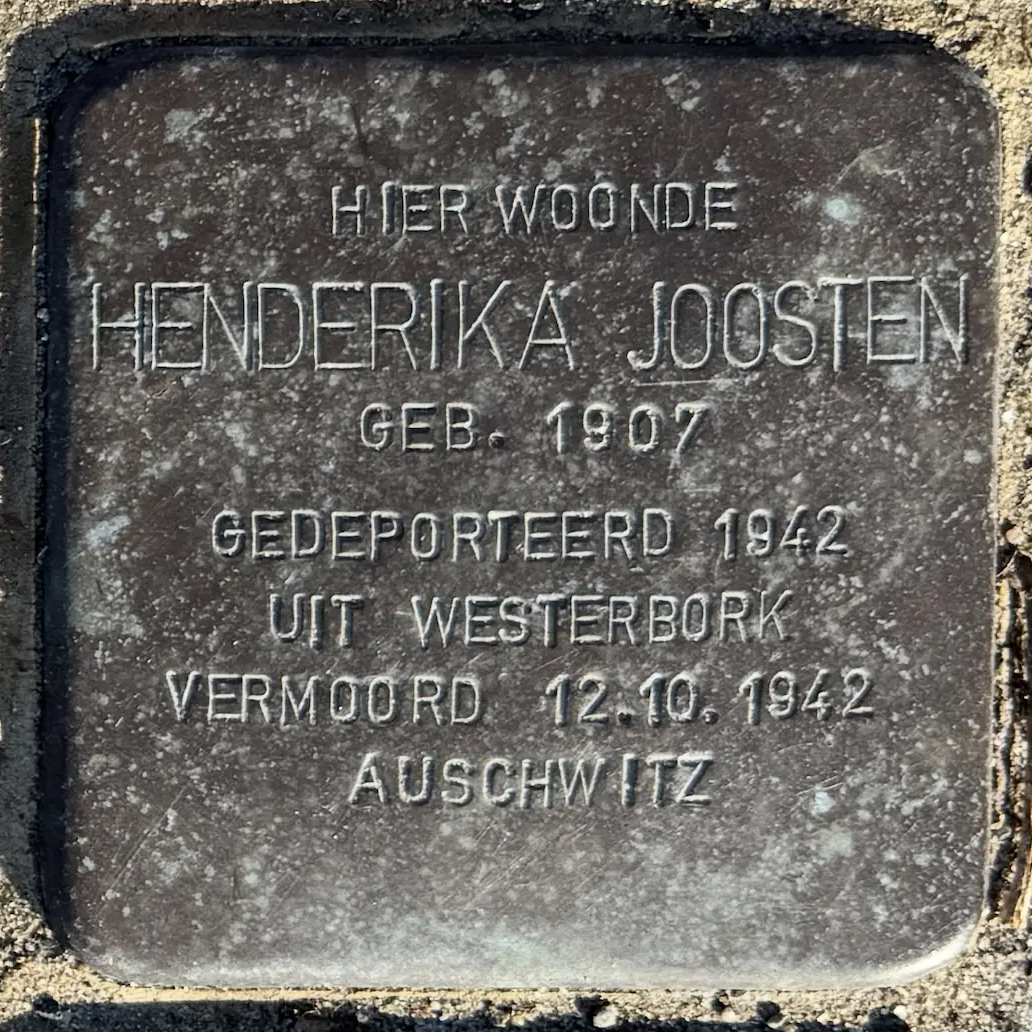 HIER WOONDE
HENDERIKA JOOSTEN
GEB. 1907
GEDEPORTEERD 1942
UIT WESTERBORK
VERMOORD 12.10.1942
AUSCHWITZ